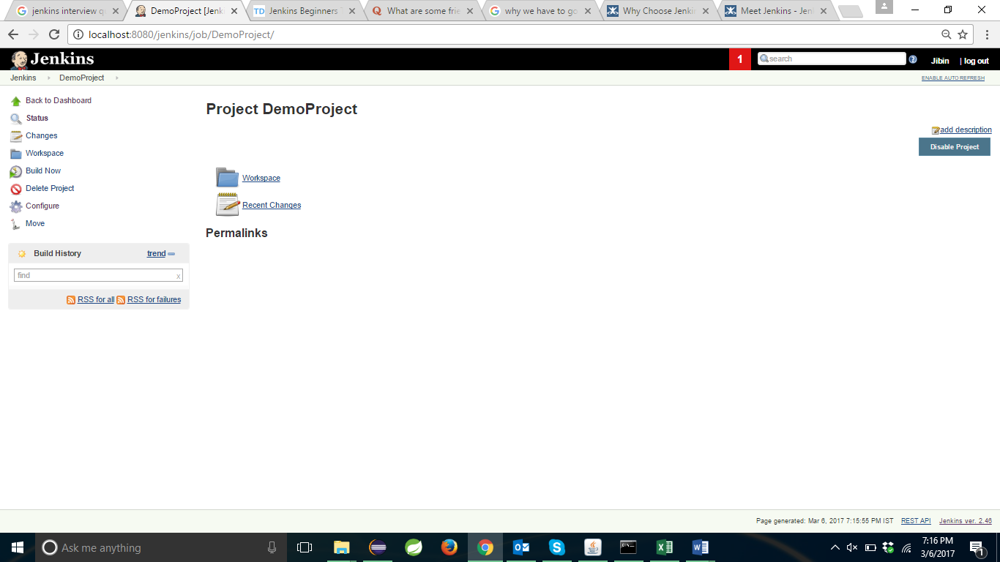 jenkins interview q
DemoProject [Jenk
TD Jenkins Beginners T
Q What are some frie
why we have to go
Why Choose Jenki
Meet Jenkins - Jen
localhost:8080/jenkins/job/DemoProject/
Jenkins
1
search
Jibin
| log out
Jenkins
DemoProject
ENABLE AUTO REFRESH
Back to Dashboard
Status
Changes
Workspace
Build Now
Delete Project
Configure
Move
Build History
trend
find
x
RSS for all
RSS for failures
Project DemoProject
add description
Disable Project
Workspace
Recent Changes
Permalinks
Page generated: Mar 6, 2017 7:15:55 PM IST
REST API
Jenkins ver. 2.46
Ask me anything
7:16 PM
3/6/2017
1